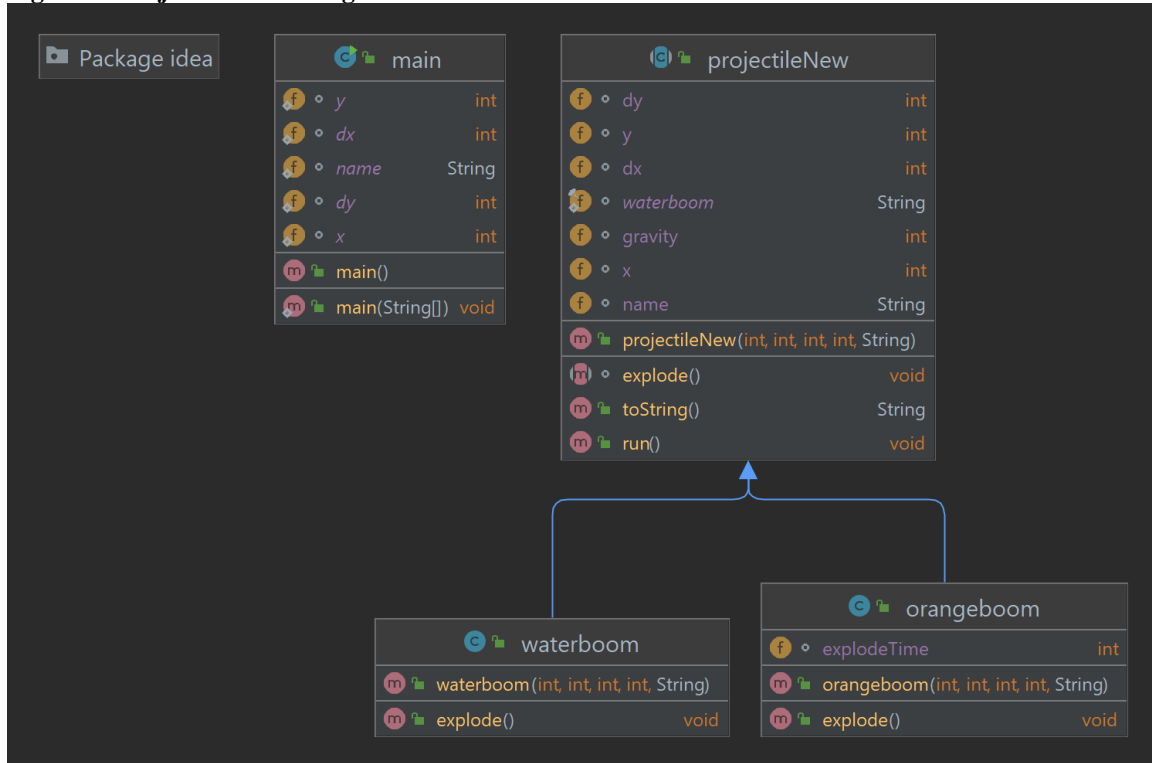 Package idea
main
y int
dx int
name String
dy int
x int
main()
main(String[]) void
projectileNew
dy int
y int
dx int
waterboom String
gravity int
x int
name String
projectileNew(int, int, int, int, String)
explode() void
toString() String
run() void
waterboom
waterboom(int, int, int, int, String)
explode() void
orangeboom
explodeTime int
orangeboom(int, int, int, int, String)
explode() void